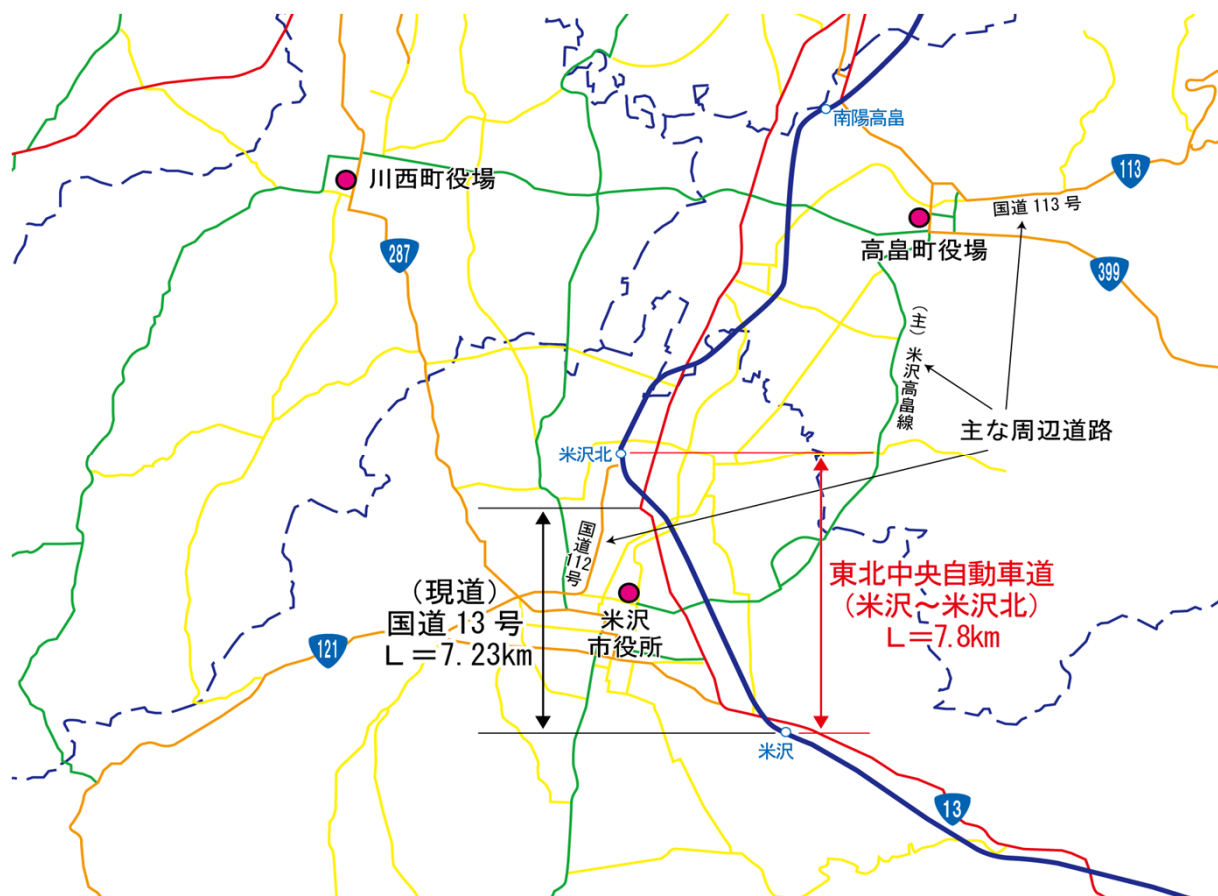 南陽高畠
113
川西町役場
国道 113 号
高畠町役場
287
399
(主) 米沢高畠線
主な周辺道路
米沢北
国道 112 号
(現道)
国道 13 号
L=7.23km
東北中央自動車道
(米沢~米沢北)
L=7.8km
米沢
市役所
121
米沢
13